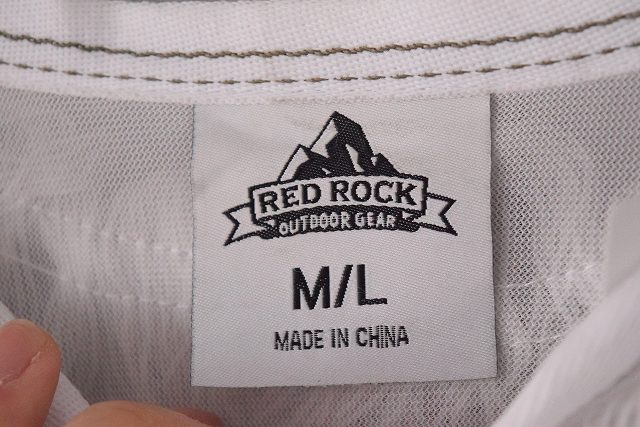 RED ROCK
OUTDOOR GEAR
M/L
MADE IN CHINA